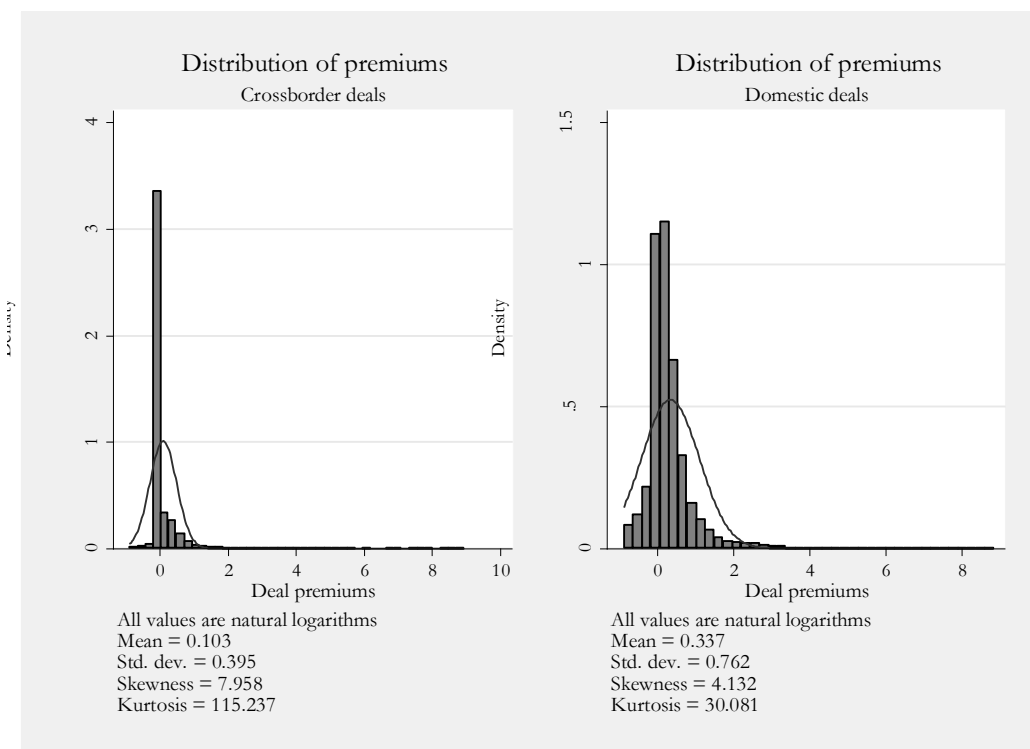 Distribution of premiums
Crossborder deals
4
3
2
1
0
Density
0 2 4 6 8 10
Deal premiums
All values are natural logarithms
Mean = 0.103
Std. dev. = 0.395
Skewness = 7.958
Kurtosis = 115.237
Distribution of premiums
Domestic deals
1.5
1
.5
0
Density
0 2 4 6 8
Deal premiums
All values are natural logarithms
Mean = 0.337
Std. dev. = 0.762
Skewness = 4.132
Kurtosis = 30.081